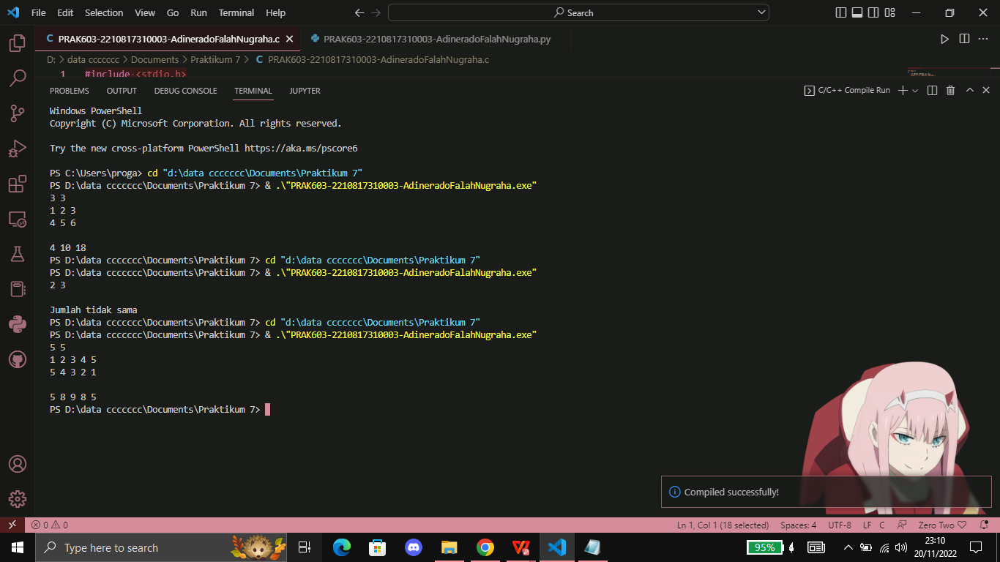 File Edit Selection View Go Run Terminal Help
Search
PRAK603-2210817310003-AdineradoFalahNugraha.c
PRAK603-2210817310003-AdineradoFalahNugraha.py
D: > data ccccccc > Documents > Praktikum 7 > C PRAK603-2210817310003-AdineradoFalahNugraha.c
1 #include <stdio.h>
PROBLEMS OUTPUT DEBUG CONSOLE TERMINAL JUPYTER
C/C++ Compile Run
Windows PowerShell
Copyright (C) Microsoft Corporation. All rights reserved.
Try the new cross-platform PowerShell https://aka.ms/pscore6
PS C:\Users\proga> cd "d:\data ccccccc\Documents\Praktikum 7"
PS D:\data ccccccc\Documents\Praktikum 7> & .\"PRAK603-2210817310003-AdineradoFalahNugraha.exe"
3 3
1 2 3
4 5 6
4 10 18
PS D:\data ccccccc\Documents\Praktikum 7> cd "d:\data ccccccc\Documents\Praktikum 7"
PS D:\data ccccccc\Documents\Praktikum 7> & .\"PRAK603-2210817310003-AdineradoFalahNugraha.exe"
2 3
Jumlah tidak sama
PS D:\data ccccccc\Documents\Praktikum 7> cd "d:\data ccccccc\Documents\Praktikum 7"
PS D:\data ccccccc\Documents\Praktikum 7> & .\"PRAK603-2210817310003-AdineradoFalahNugraha.exe"
5 5
1 2 3 4 5
5 4 3 2 1
5 8 9 8 5
PS D:\data ccccccc\Documents\Praktikum 7>
Compiled successfully!
0 0 Ln 1, Col 1 (18 selected) Spaces: 4 UTF-8 LF C Zero Two
Type here to search
95%
23:10
20/11/2022